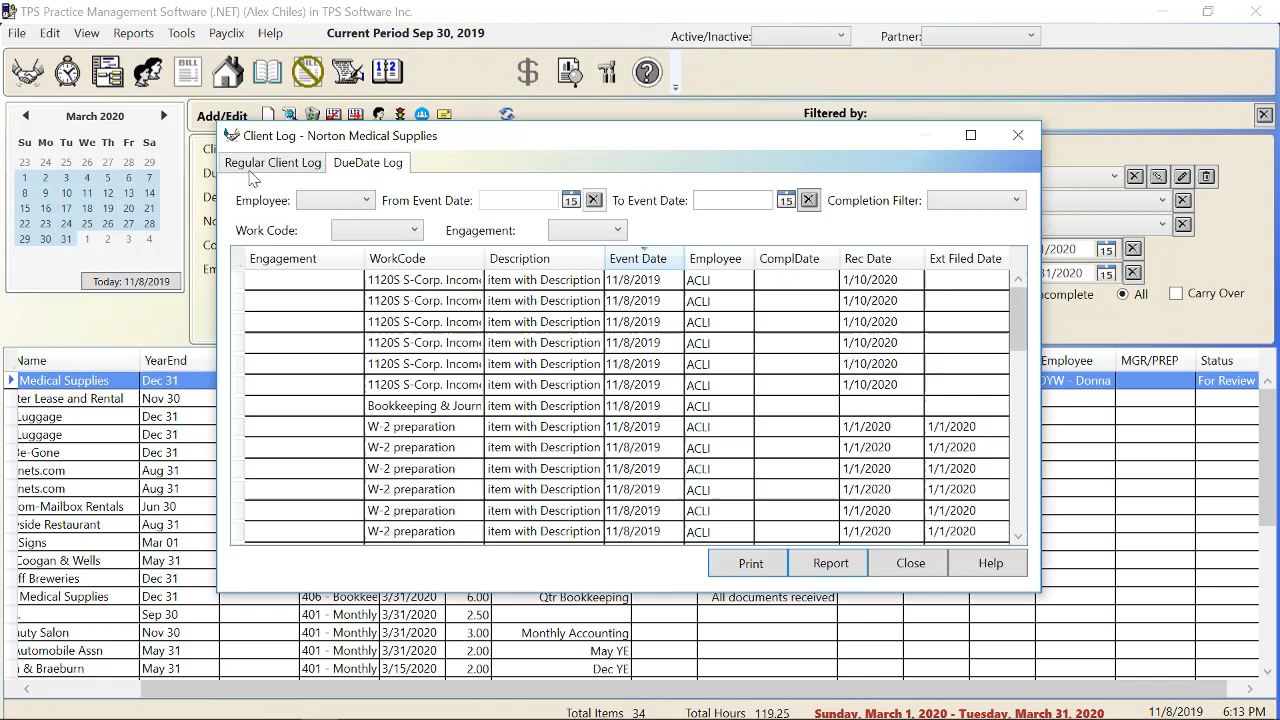 TPS Practice Management Software (.NET) (Alex Chiles) in TPS Software Inc.
File Edit View Reports Tools Payclix Help Current Period Sep 30, 2019 Active/Inactive: Partner:
BILL
March 2020 Add/Edit Filtered by:
Su Mo Tu We Th Fr Sa
23 24 25 26 27 28 29
1 2 3 4 5 6 7
8 9 10 11 12 13 14
15 16 17 18 19 20 21
22 23 24 25 26 27 28
29 30 31 1 2 3 4
Today: 11/8/2019
Client Log - Norton Medical Supplies
Regular Client Log DueDate Log
Employee: From Event Date: 15 To Event Date: 15 Completion Filter:
Work Code: Engagement:
Engagement WorkCode Description Event Date Employee ComplDate Rec Date Ext Filed Date
1120S S-Corp. Income item with Description 11/8/2019 ACLI 1/10/2020
1120S S-Corp. Income item with Description 11/8/2019 ACLI 1/10/2020
1120S S-Corp. Income item with Description 11/8/2019 ACLI 1/10/2020
1120S S-Corp. Income item with Description 11/8/2019 ACLI 1/10/2020
1120S S-Corp. Income item with Description 11/8/2019 ACLI 1/10/2020
1120S S-Corp. Income item with Description 11/8/2019 ACLI 1/10/2020
Bookkeeping & Journ item with Description 11/8/2019 ACLI
W-2 preparation item with Description 11/8/2019 ACLI 1/1/2020 1/1/2020
W-2 preparation item with Description 11/8/2019 ACLI 1/1/2020 1/1/2020
W-2 preparation item with Description 11/8/2019 ACLI 1/1/2020 1/1/2020
W-2 preparation item with Description 11/8/2019 ACLI 1/1/2020 1/1/2020
W-2 preparation item with Description 11/8/2019 ACLI 1/1/2020 1/1/2020
W-2 preparation item with Description 11/8/2019 ACLI 1/1/2020 1/1/2020
Print Report Close Help
/2020 15
31/2020 15
ncomplete All Carry Over
Name YearEnd Employee MGR/PREP Status
Medical Supplies Dec 31 DYW - Donna For Review
ter Lease and Rental Nov 30
Luggage Dec 31
Luggage Dec 31
Be-Gone Dec 31
nets.com Aug 31
nets.com Aug 31
om-Mailbox Rentals Jun 30
yside Restaurant Aug 31
Signs Mar 01
Coogan & Wells May 31
ff Breweries Dec 31
Medical Supplies Dec 31 406 - Bookkee 3/31/2020 6.00 Qtr Bookkeeping All documents received
. Sep 30 401 - Monthly 3/31/2020 2.50
uty Salon Nov 30 401 - Monthly 3/31/2020 3.00 Monthly Accounting
utomobile Assn May 31 401 - Monthly 3/31/2020 2.00 May YE
& Braeburn May 31 401 - Monthly 3/15/2020 2.00 Dec YE
Total Items 34 Total Hours 119.25 Sunday, March 1, 2020 - Tuesday, March 31, 2020 11/8/2019 6:13 PM